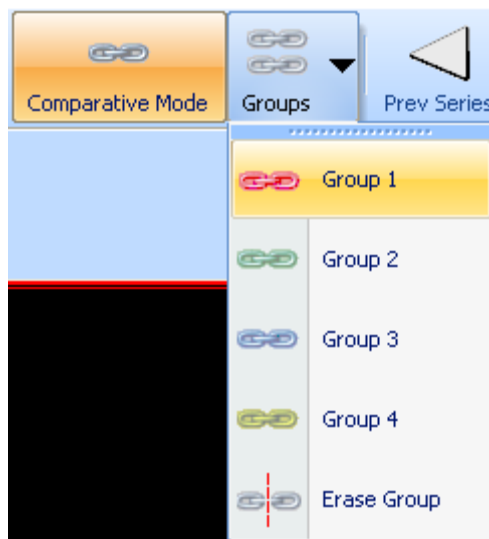 Comparative Mode
Groups
Prev Series
Group 1
Group 2
Group 3
Group 4
Erase Group